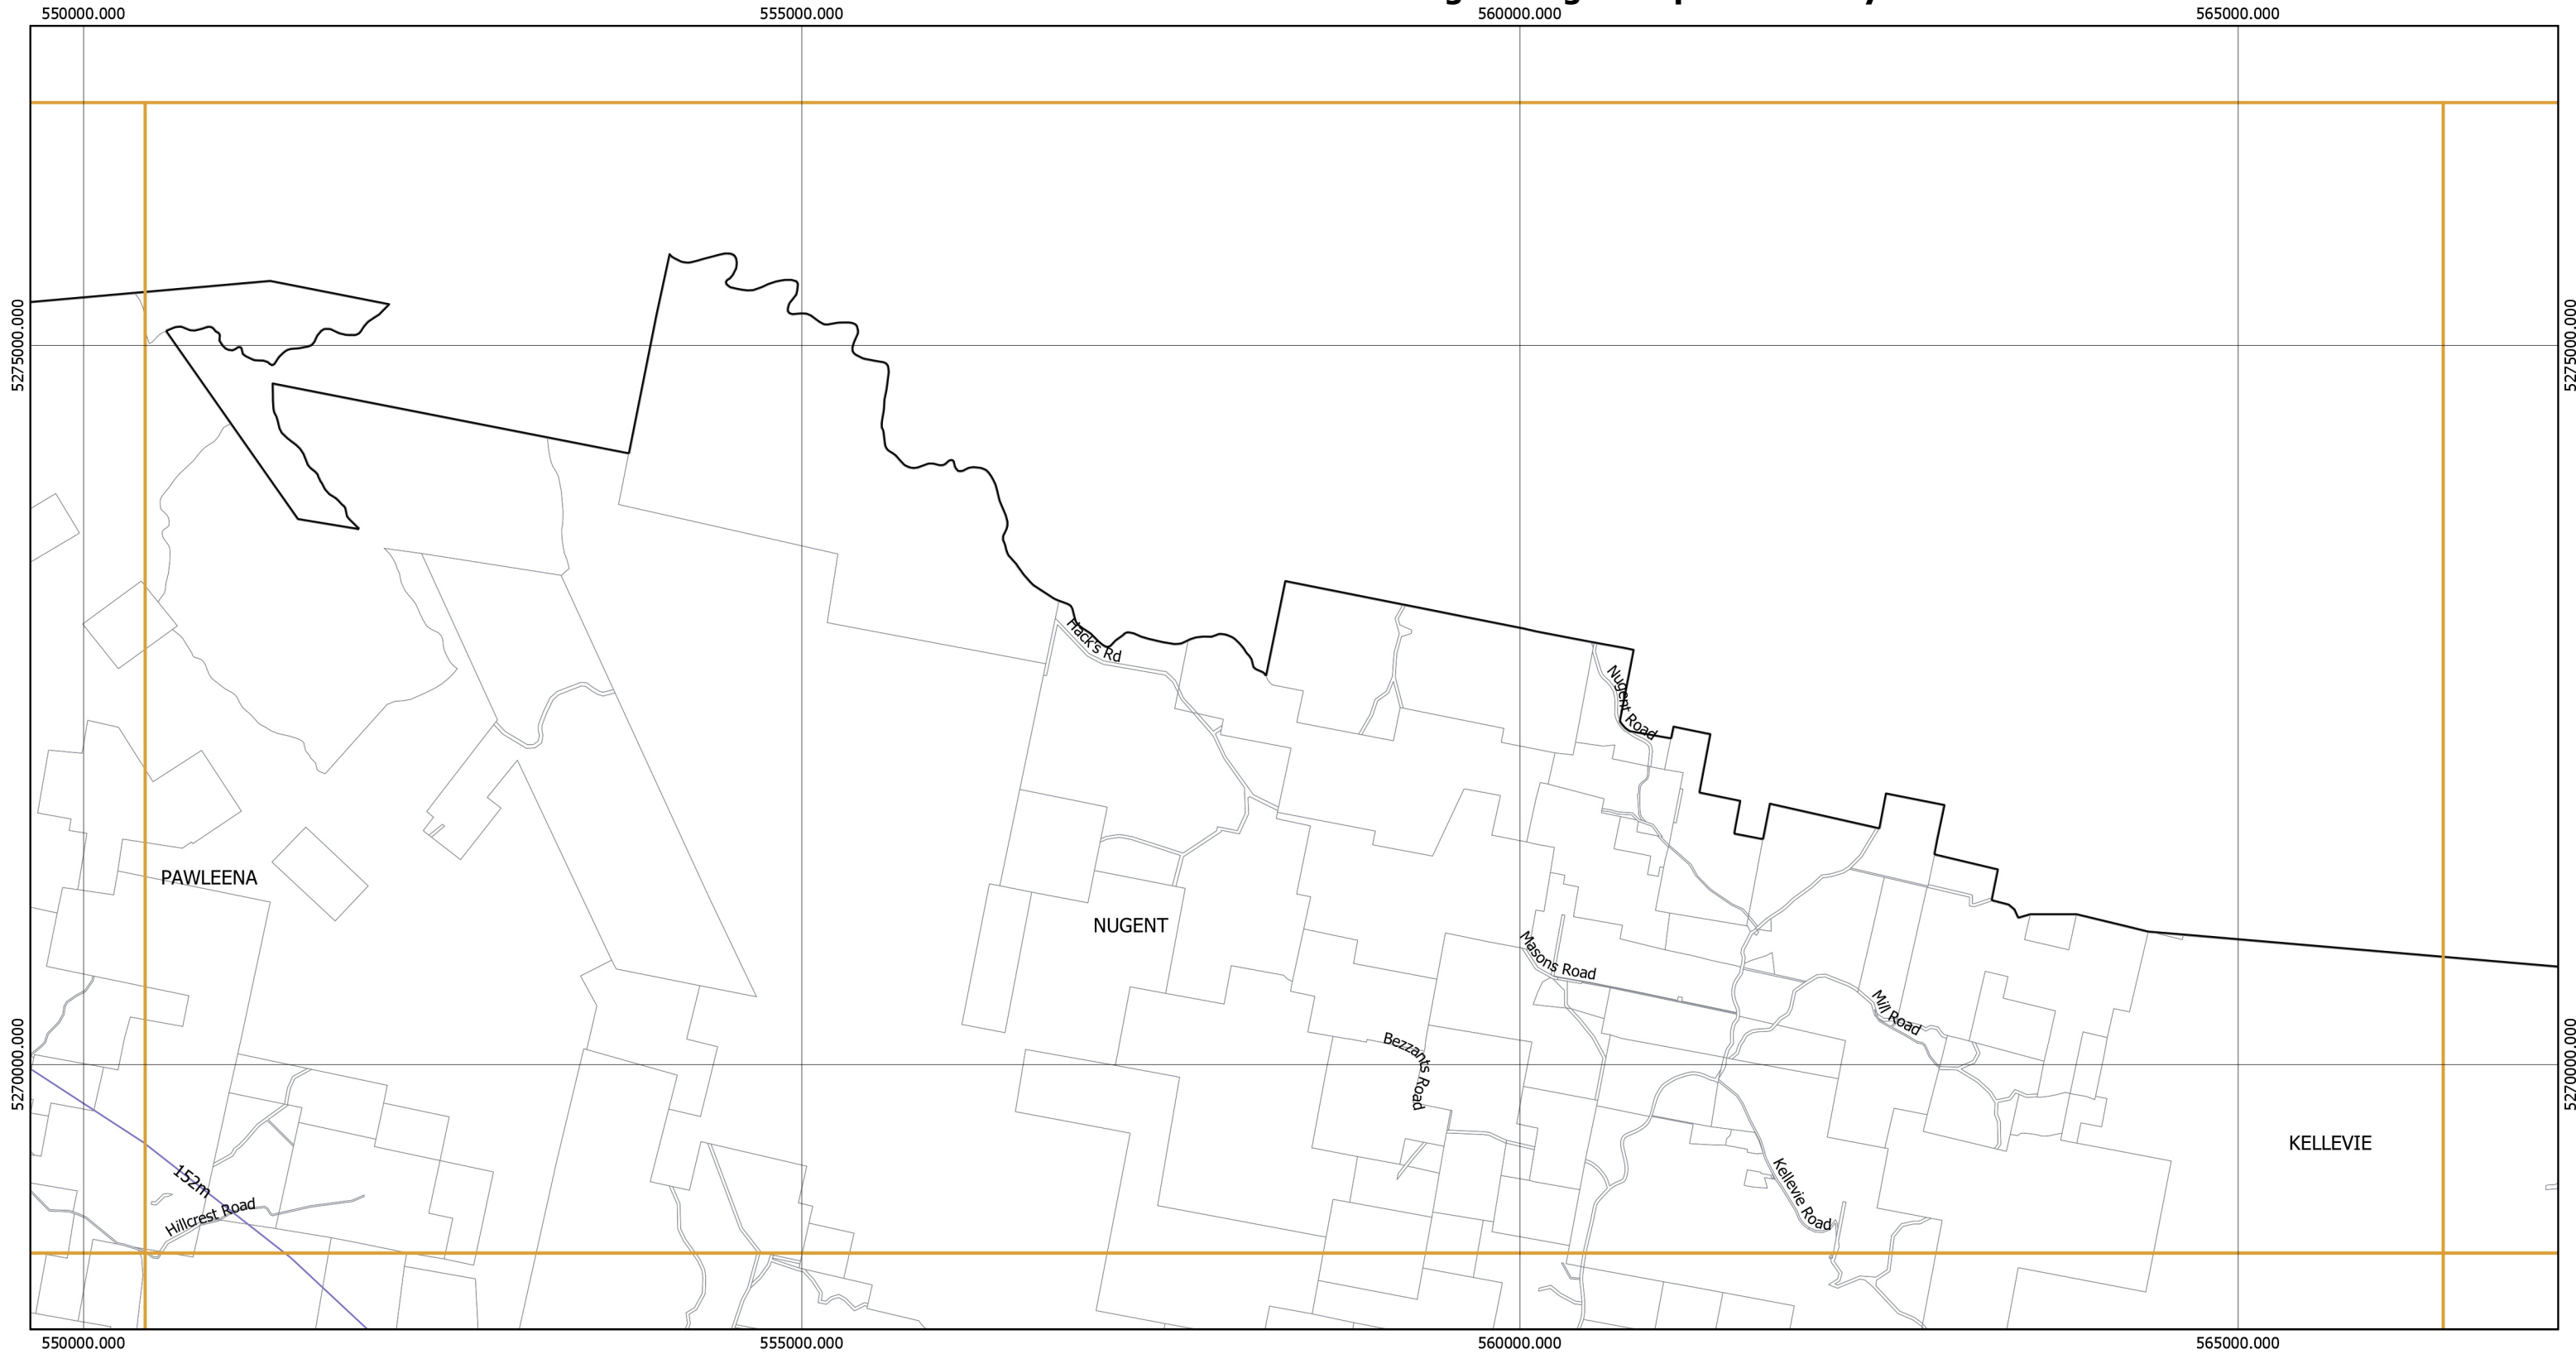 550000.000
555000.000
560000.000
565000.000
5275000.000
5275000.000
Hack's Rd
Nugent Road
PAWLEENA
NUGENT
Masons Road
Mill Road
Bezzants Road
5270000.000
5270000.000
KELLEVIE
152m
Kellevie Road
Hillcrest Road
550000.000
555000.000
560000.000
565000.000